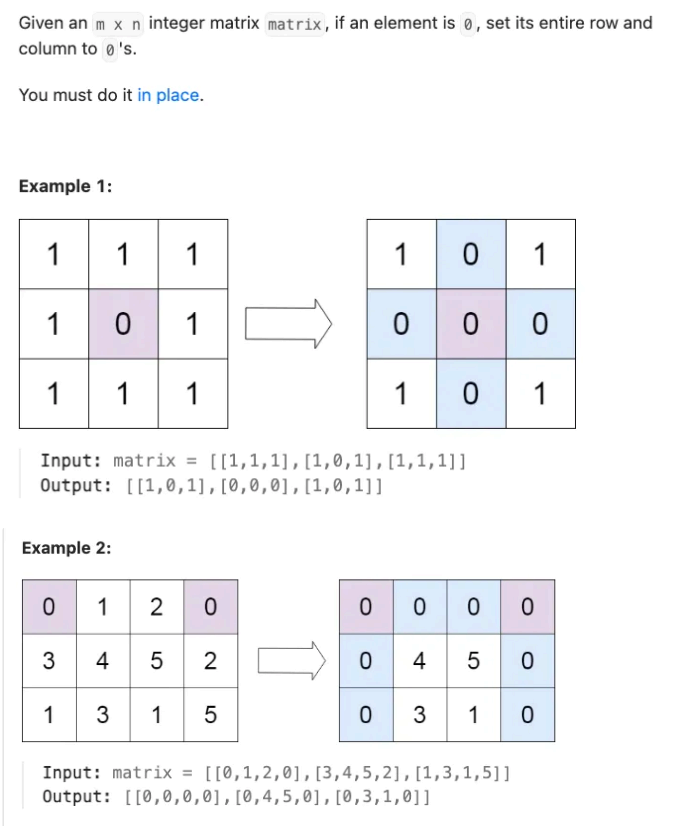 Given an m x n integer matrix matrix, if an element is 0, set its entire row and
column to 0's.
You must do it in place.
Example 1:
1 1 1 1 0 1
1 0 1 0 0 0
1 1 1 1 0 1
Input: matrix = [[1,1,1],[1,0,1],[1,1,1]]
Output: [[1,0,1],[0,0,0],[1,0,1]]
Example 2:
0 1 2 0 0 0 0 0
3 4 5 2 0 4 5 0
1 3 1 5 0 3 1 0
Input: matrix = [[0,1,2,0],[3,4,5,2],[1,3,1,5]]
Output: [[0,0,0,0],[0,4,5,0],[0,3,1,0]]